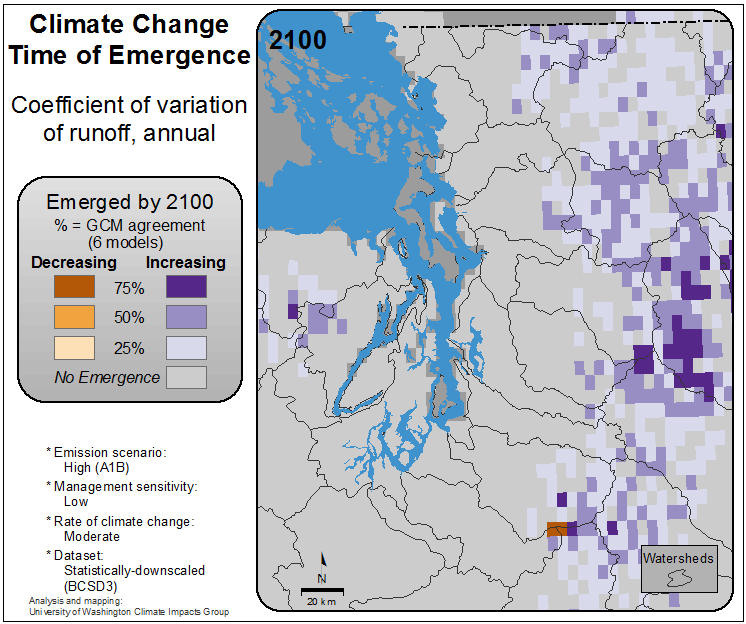 Climate Change
Time of Emergence
Coefficient of variation
of runoff, annual
Emerged by 2100
% = GCM agreement
(6 models)
Decreasing Increasing
75%
50%
25%
No Emergence
* Emission scenario:
High (A1B)
* Management sensitivity:
Low
* Rate of climate change:
Moderate
* Dataset:
Statistically-downscaled
(BCSD3)
Analysis and mapping:
University of Washington Climate Impacts Group
2100
N
20 km
Watersheds